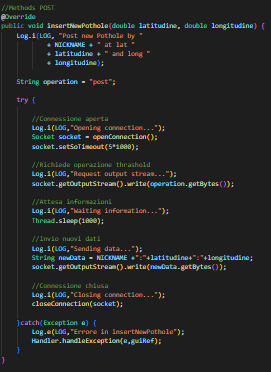 //Methods POST
@Override
public void insertNewPothole(double latitudine, double longitudine) {
Log.i(LOG, "Post new Pothole by "
+ NICKNAME + " at lat "
+ latitudine + " and long "
+ longitudine);
String operation = "post";
try {
//Connessione aperta
Log.i(LOG,"Opening connection...");
Socket socket = openConnection();
socket.setSoTimeout(5*1000);
//Richiede operazione thrashold
Log.i(LOG,"Request output stream...");
socket.getOutputStream().write(operation.getBytes());
//Attesa informazioni
Log.i(LOG,"Waiting information...");
Thread.sleep(1000);
//Invio nuovi dati
Log.i(LOG,"Sending data...");
String newData = NICKNAME +":"+latitudine+":"+longitudine;
socket.getOutputStream().write(newData.getBytes());
//Connessione chiusa
Log.i(LOG,"Closing connection...");
closeConnection(socket);
}catch(Exception e) {
Log.e(LOG,"Errore in insertNewPothole");
Handler.handleException(e,guiRef);
}
}